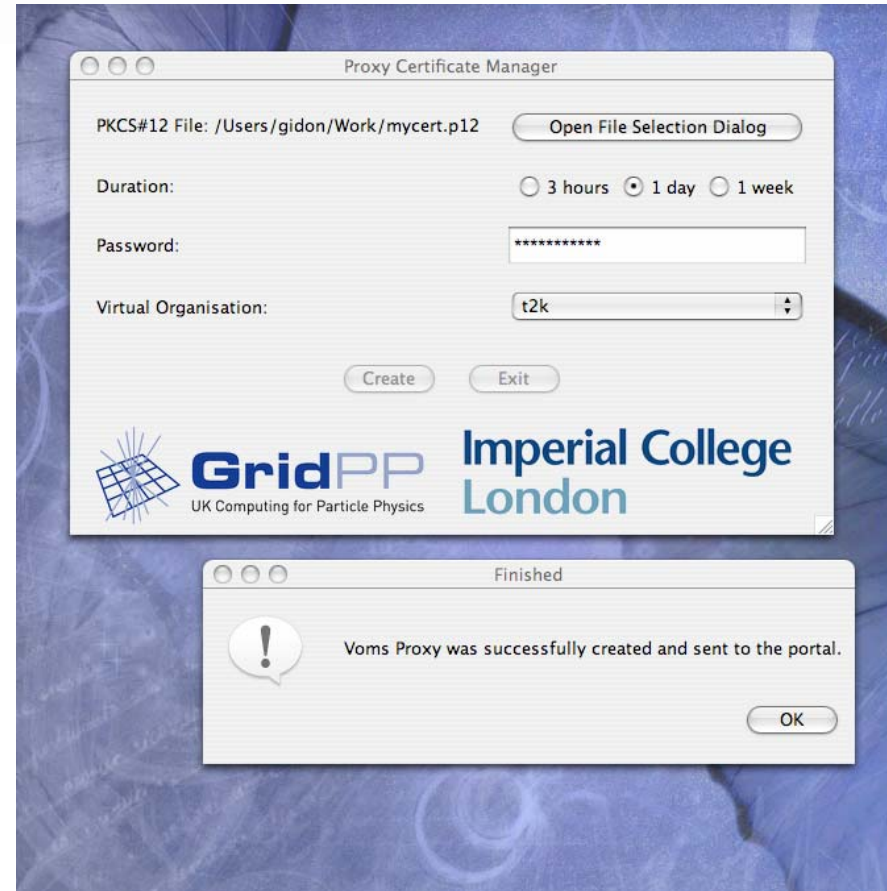 Proxy Certificate Manager
PKCS#12 File: /Users/gidon/Work/mycert.p12 Open File Selection Dialog
Duration: 3 hours 1 day 1 week
Password: ***********
Virtual Organisation: t2k
Create Exit
GridPP
UK Computing for Particle Physics
Imperial College
London
Finished
!
Voms Proxy was successfully created and sent to the portal.
OK